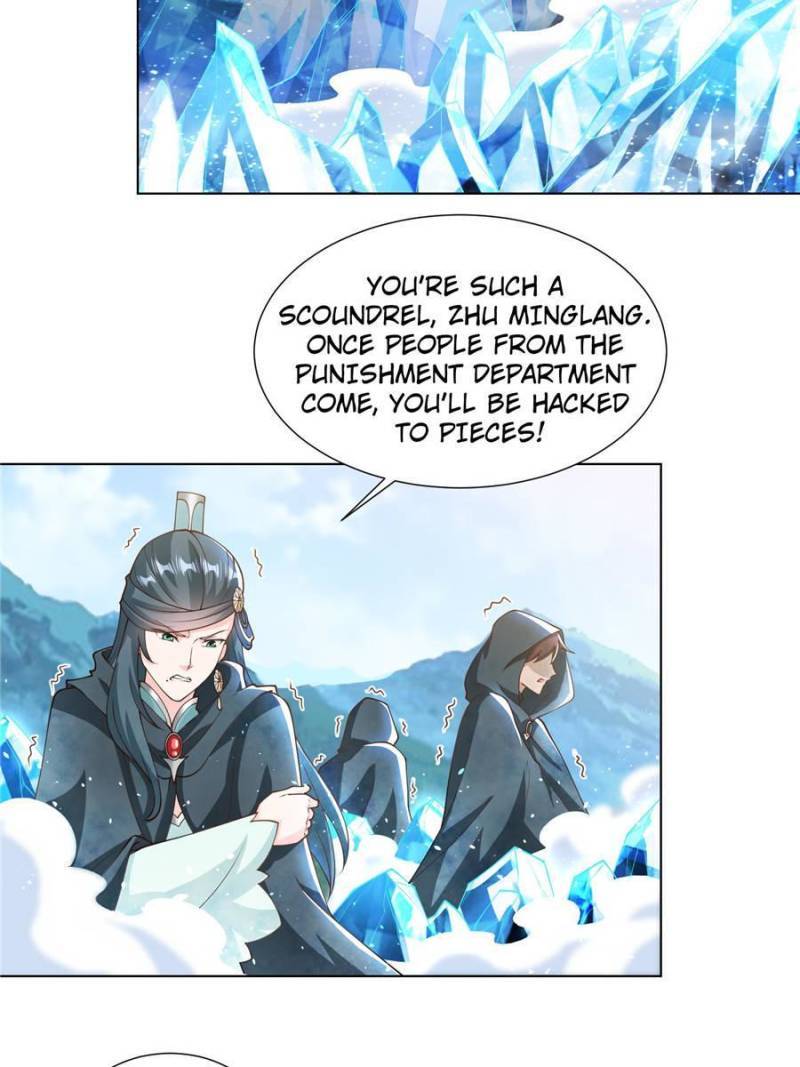 YOU'RE SUCH A
SCOUNDREL, ZHU MINGLANG.
ONCE PEOPLE FROM THE
PUNISHMENT DEPARTMENT
COME, YOU'LL BE HACKED
TO PIECES!